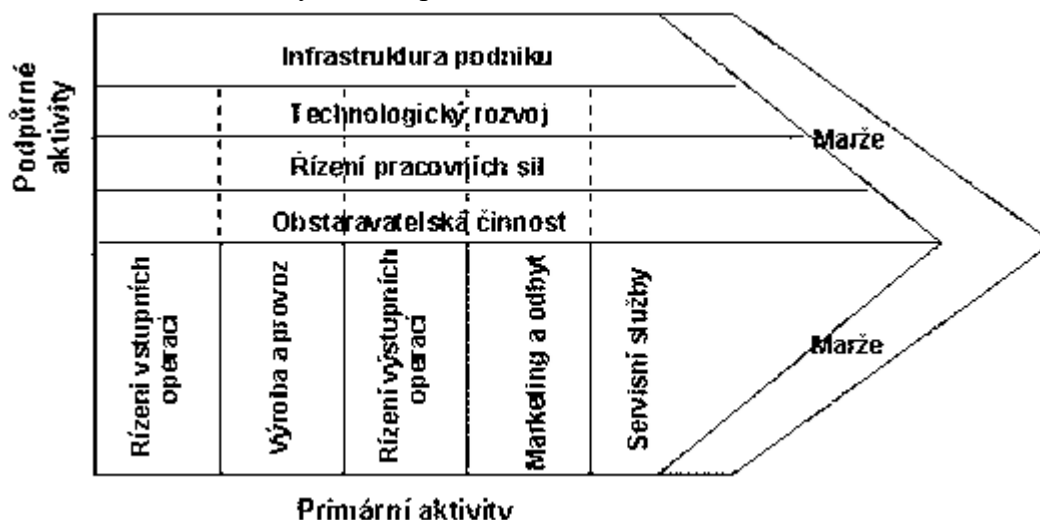 Infrastruktura podniku
Technologický rozvoj
Řízení pracovních sil
Obstaravatelská činnost
Podpůrné
aktivity
Marže
Marže
Řízení vstupních
operací
Výroba a provoz
Řízení výstupních
operací
Marketing a odbyt
Servisní služby
Primární aktivity